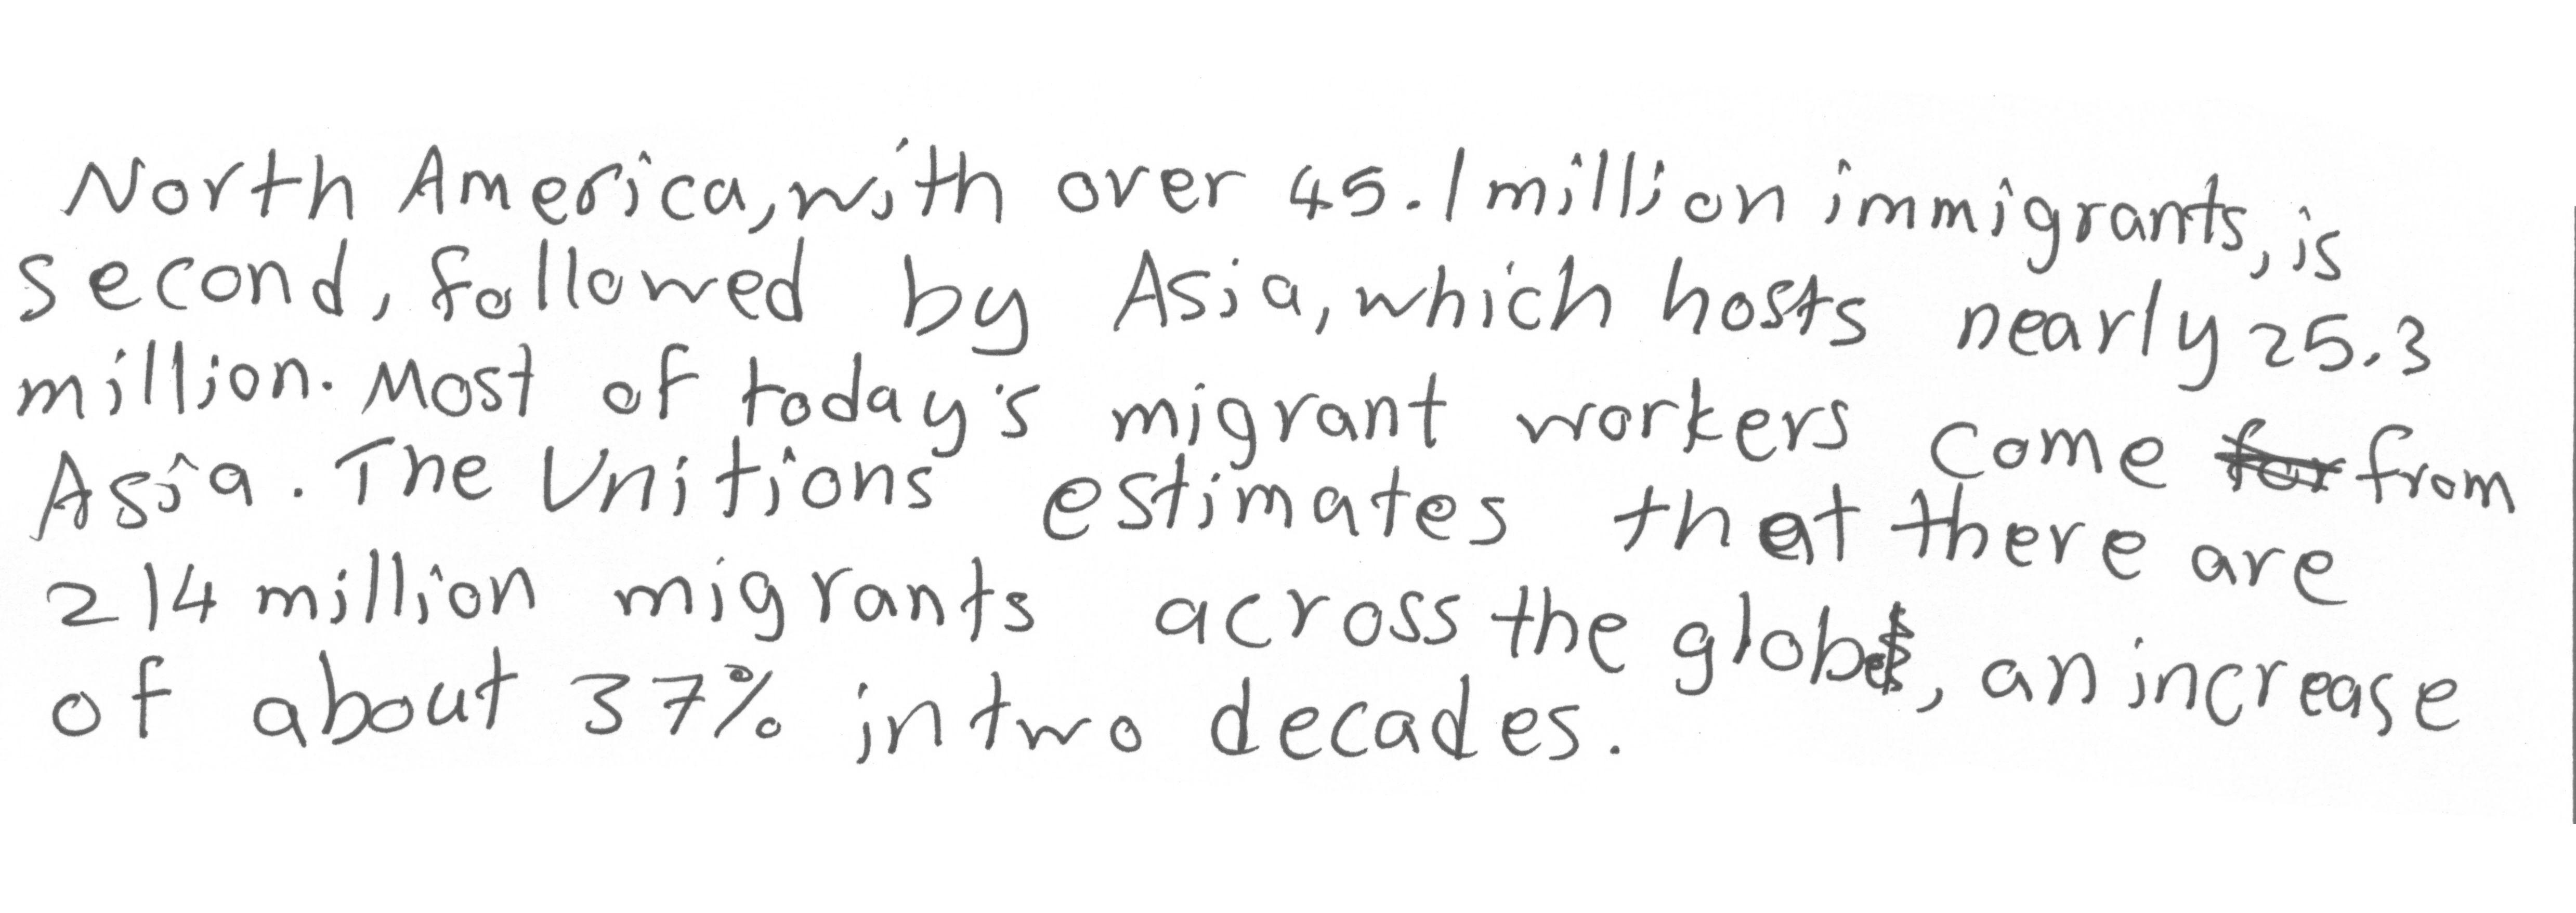 North America, with over 45.1 million immigrants, is
second, followed by Asia, which hosts nearly 25.3
million. Most of today's migrant workers come from
Asia. The Unitions estimates that there are
214 million migrants across the globe, an increase
of about 37% in two decades.